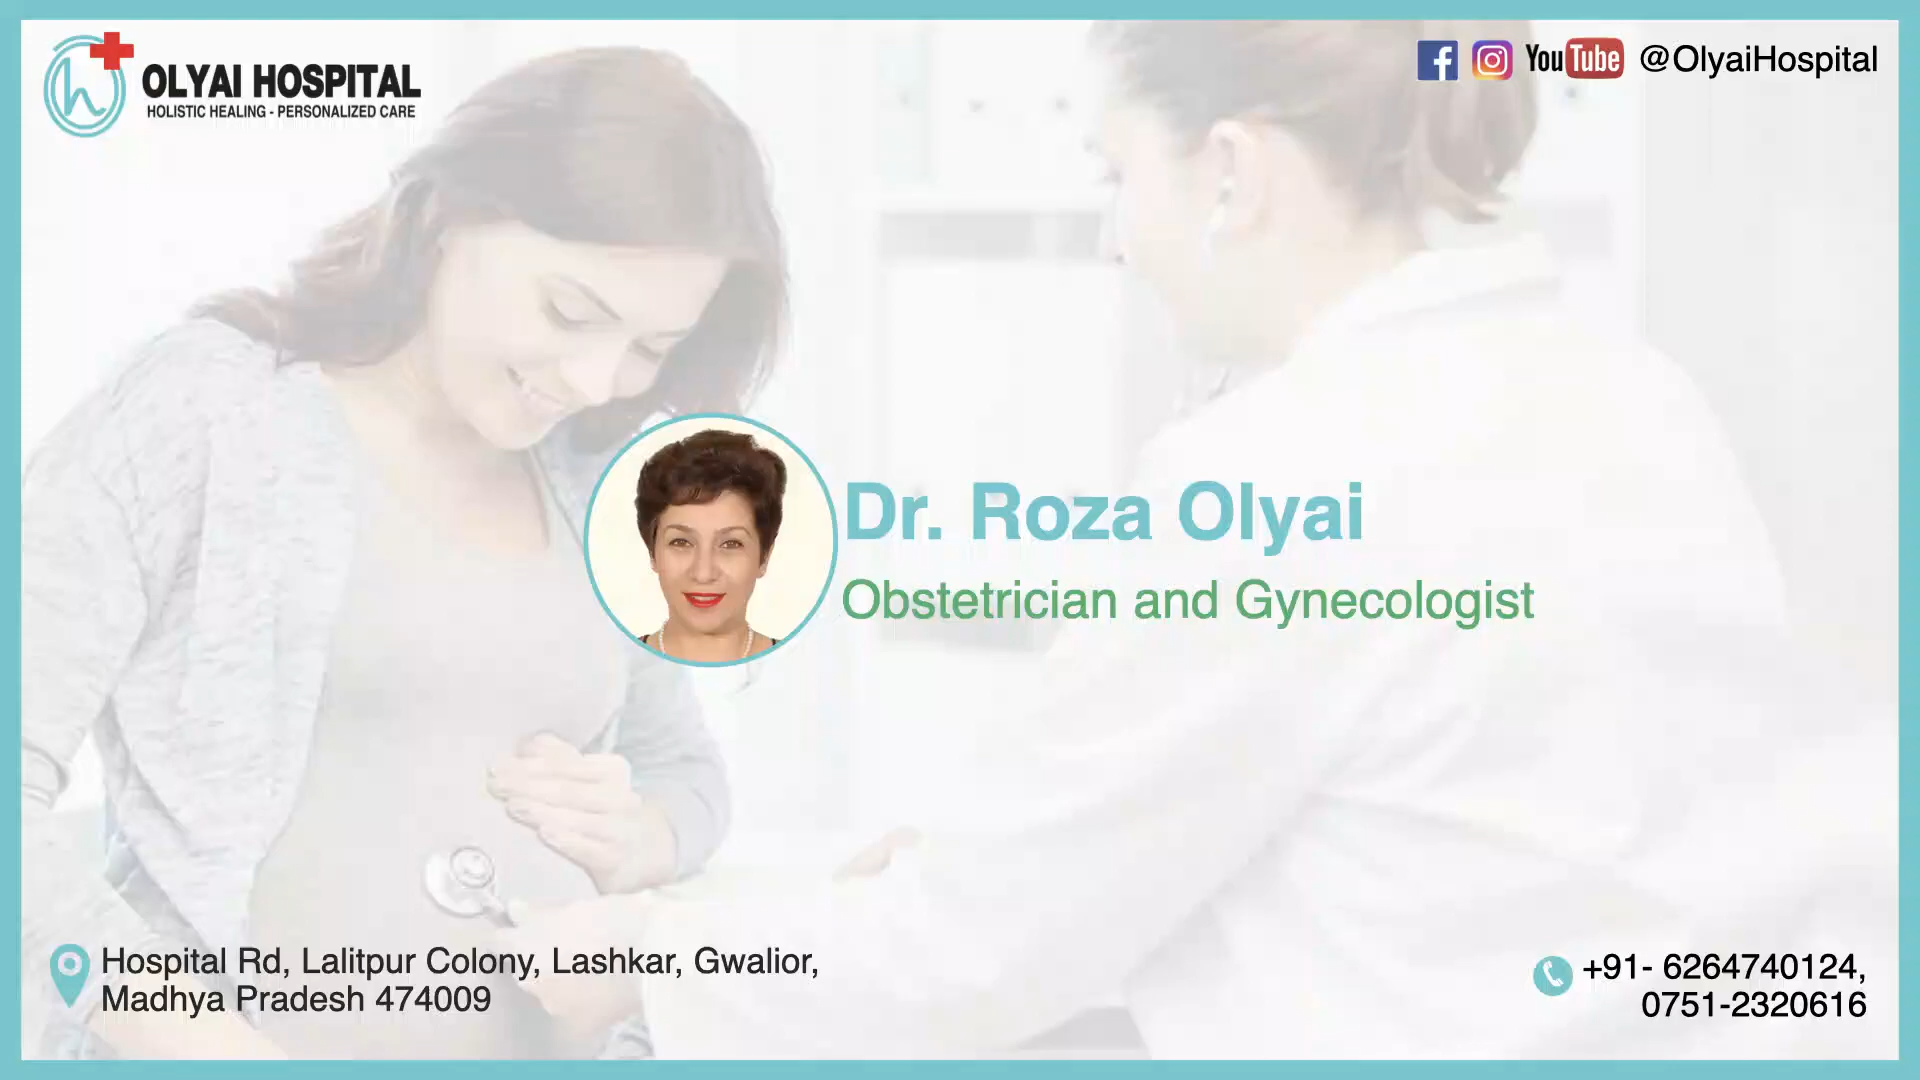 OLYAI HOSPITAL
HOLISTIC HEALING - PERSONALIZED CARE
YouTube @OlyaiHospital
Dr. Roza Olyai
Obstetrician and Gynecologist
Hospital Rd, Lalitpur Colony, Lashkar, Gwalior,
Madhya Pradesh 474009
+91- 6264740124,
0751-2320616